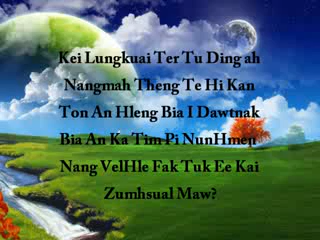 Kei Lungkuai Ter Tu Ding ah
Nangmah Theng Te Hi Kan
Ton An Hleng Bia I Dawtnak
Bia An Ka Tim Pi NunHmen
Nang VelHle Fak Tuk Ee Kai
Zumhsual Maw?